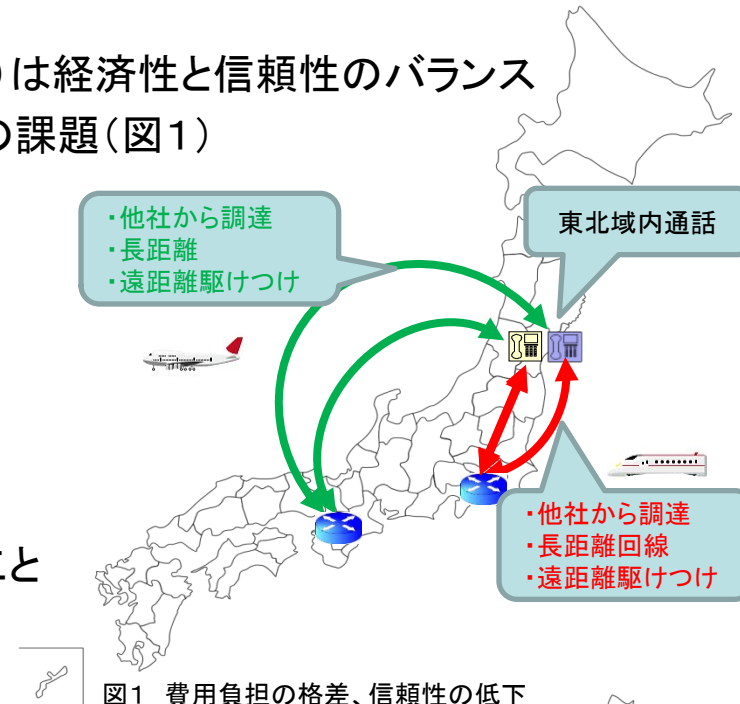 )は経済性と信頼性のバランス
の課題(図1)
・他社から調達
・長距離
・遠距離駆けつけ
東北域内通話
・他社から調達
・長距離回線
・遠距離駆けつけ
こと
図1 費用負担の格差、信頼性の低下